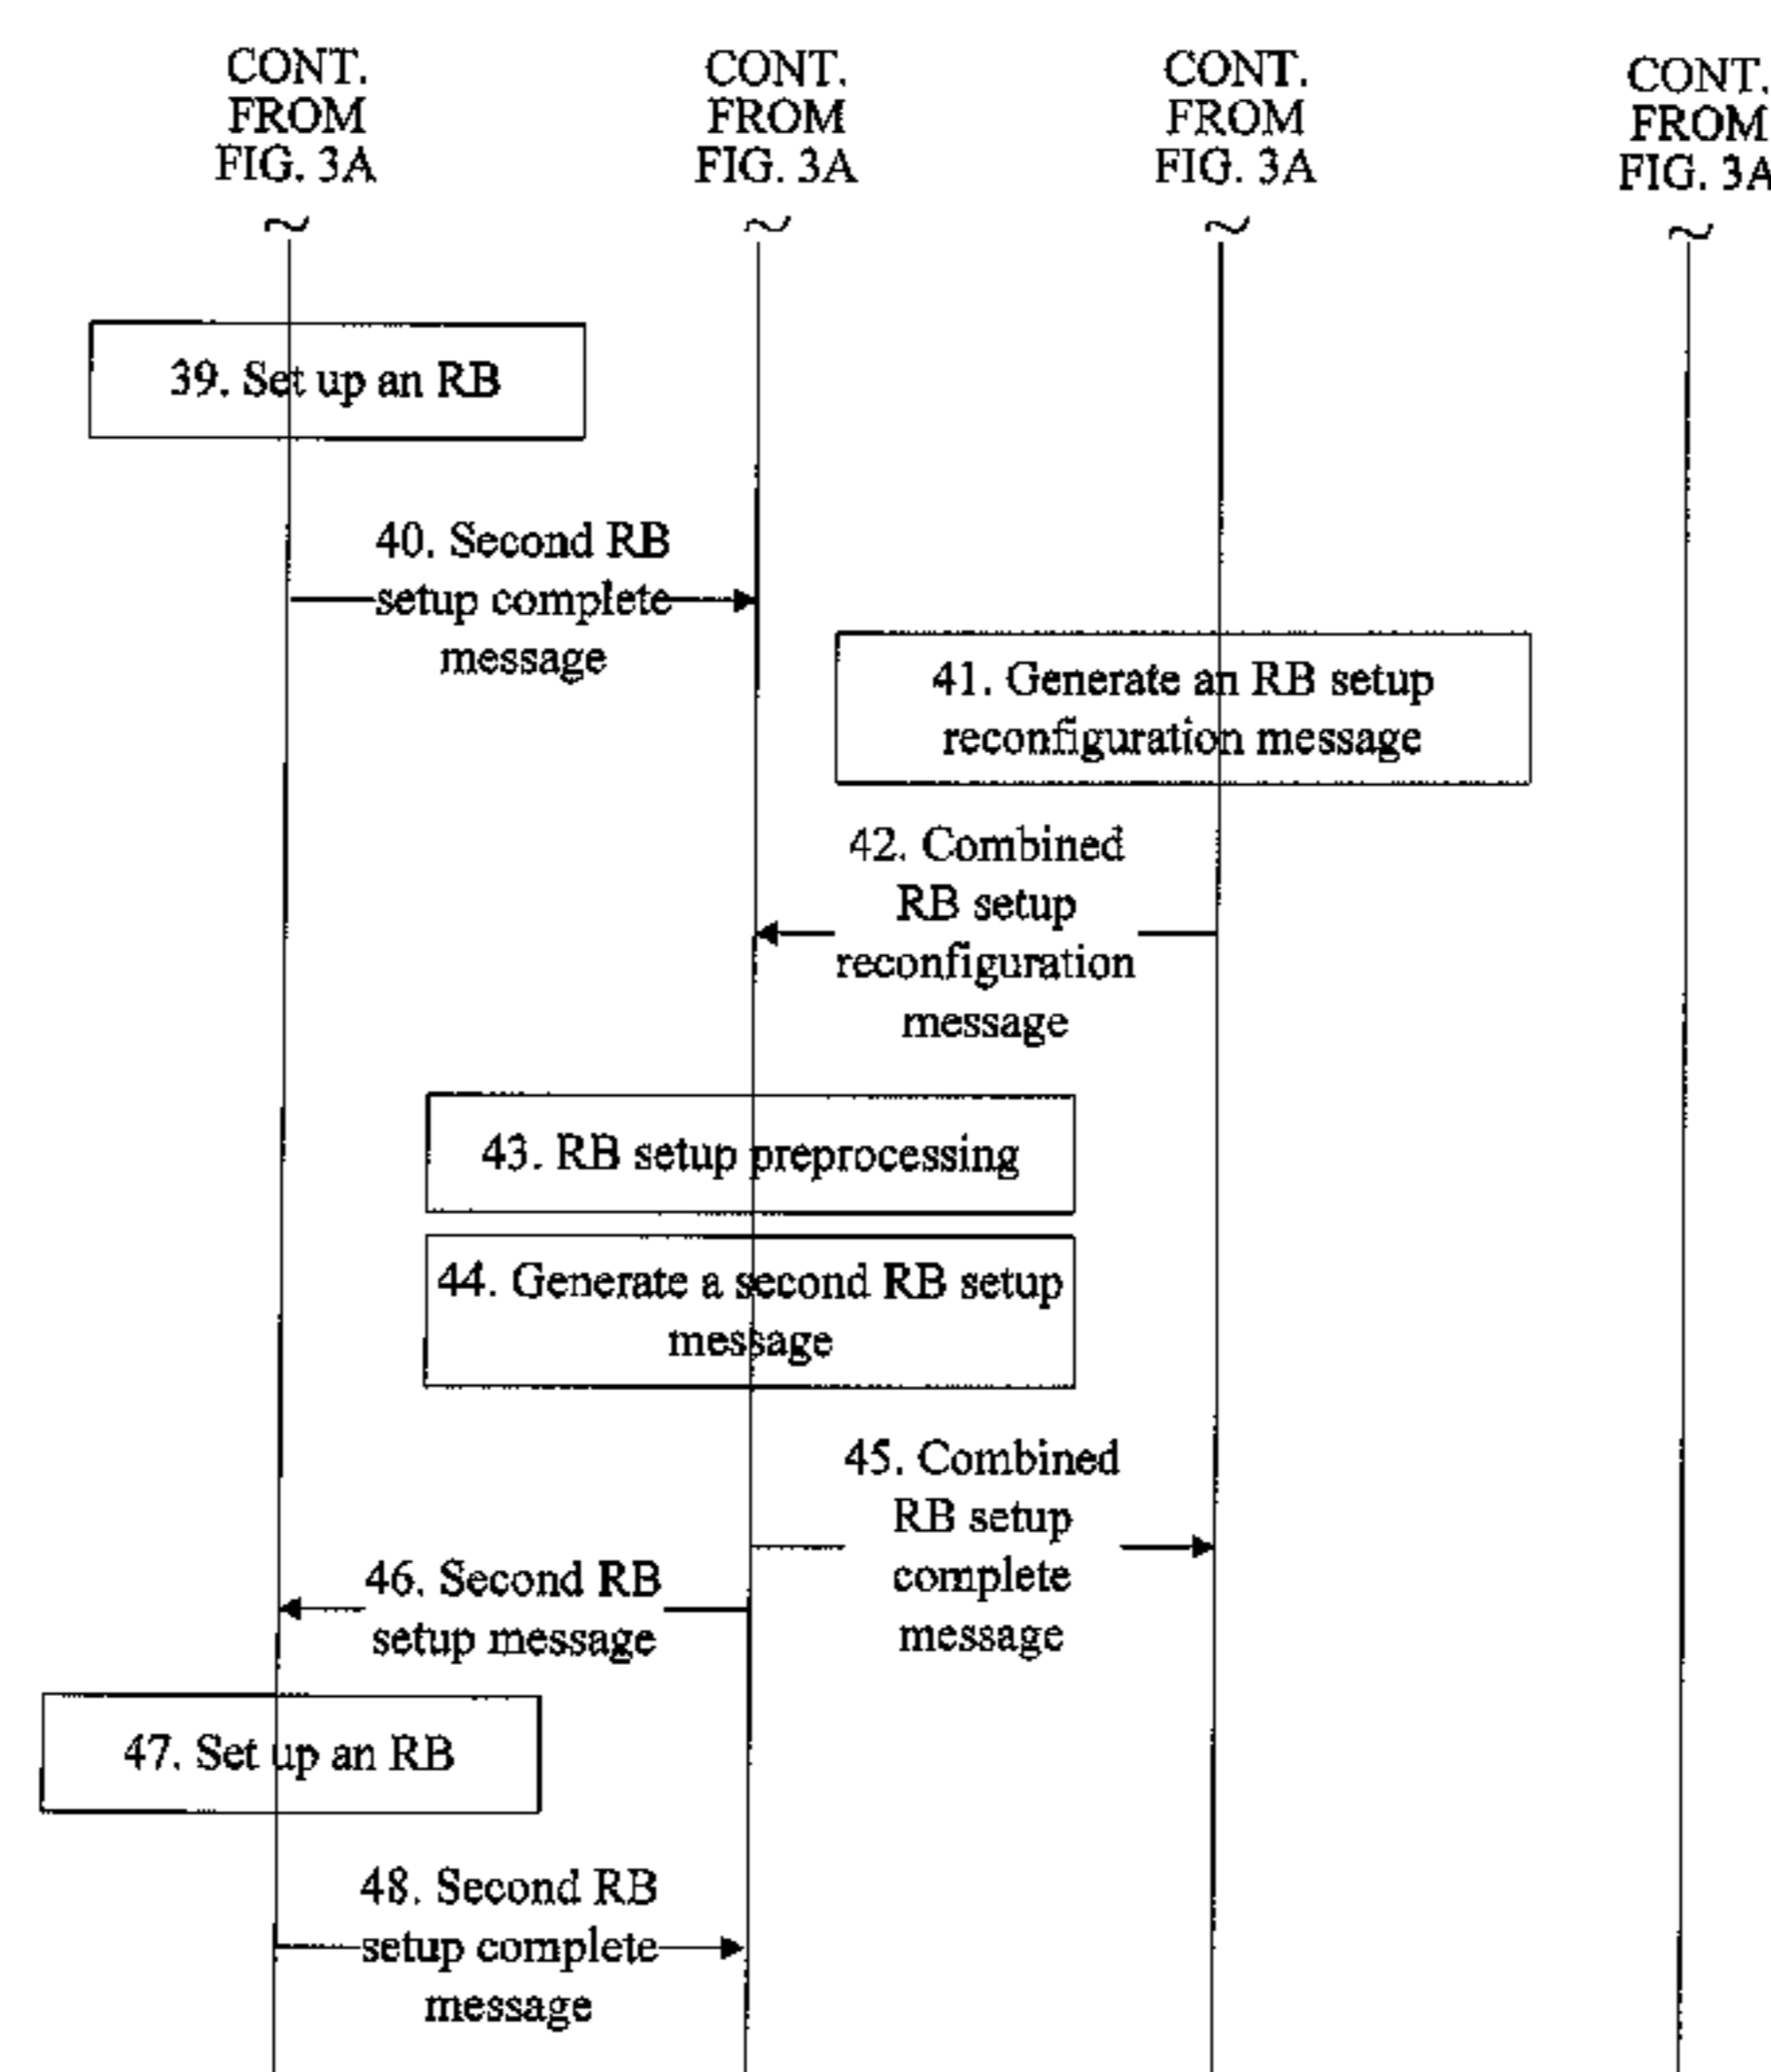 CONT.
FROM
FIG. 3A
CONT.
FROM
FIG. 3A
CONT.
FROM
FIG. 3A
CONT.
FROM
FIG. 3A
39. Set up an RB
40. Second RB
setup complete
message
41. Generate an RB setup
reconfiguration message
42. Combined
RB setup
reconfiguration
message
43. RB setup preprocessing
44. Generate a second RB setup
message
45. Combined
RB setup
complete
message
46. Second RB
setup message
47. Set up an RB
48. Second RB
setup complete
message